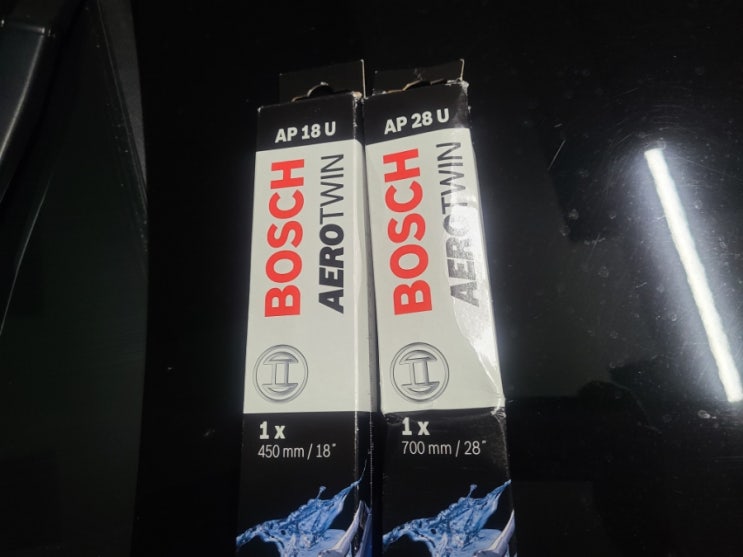 AP 18 U
BOSCH
AEROTWIN
1 x
450 mm / 18"
AP 28 U
BOSCH
AEROTWIN
1 x
700 mm / 28"